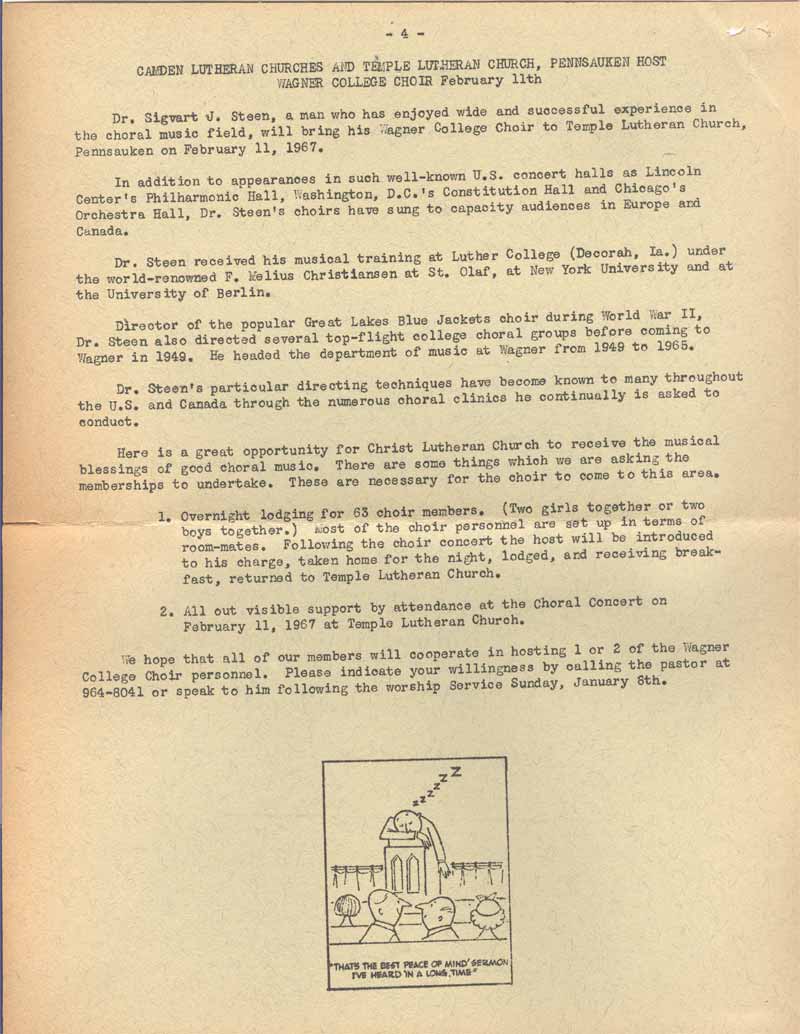 - 4 -
CAMDEN LUTHERAN CHURCHES AND TEMPLE LUTHERAN CHURCH, PENNSAUKEN HOST
WAGNER COLLEGE CHOIR February 11th
Dr. Sigvart J. Steen, a man who has enjoyed wide and successful experience in
the choral music field, will bring his Wagner College Choir to Temple Lutheran Church,
Pennsauken on February 11, 1967.
In addition to appearances in such well-known U.S. concert halls as Lincoln
Center's Philharmonic Hall, Washington, D.C.'s Constitution Hall and Chicago's
Orchestra Hall, Dr. Steen's choirs have sung to capacity audiences in Europe and
Canada.
Dr. Steen received his musical training at Luther College (Decorah, Ia.) under
the world-renowned F. Melius Christiansen at St. Olaf, at New York University and at
the University of Berlin.
Director of the popular Great Lakes Blue Jackets choir during World War II,
Dr. Steen also directed several top-flight college choral groups before coming to
Wagner in 1949. He headed the department of music at Wagner from 1949 to 1965.
Dr. Steen's particular directing techniques have become known to many throughout
the U.S. and Canada through the numerous choral clinics he continually is asked to
conduct.
Here is a great opportunity for Christ Lutheran Church to receive the musical
blessings of good choral music. There are some things which we are asking the
memberships to undertake. These are necessary for the choir to come to this area.
1. Overnight lodging for 63 choir members. (Two girls together or two
boys together.) Most of the choir personnel are set up in terms of
room-mates. Following the choir concert the host will be introduced
to his charge, taken home for the night, lodged, and receiving break-
fast, returned to Temple Lutheran Church.
2. All out visible support by attendance at the Choral Concert on
February 11, 1967 at Temple Lutheran Church.
We hope that all of our members will cooperate in hosting 1 or 2 of the Wagner
College Choir personnel. Please indicate your willingness by calling the pastor at
964-8041 or speak to him following the worship Service Sunday, January 8th.
zzzzzZ
"THATS THE BEST 'PEACE OF MIND' SERMON
I'VE HEARD IN A LONG, TIME"